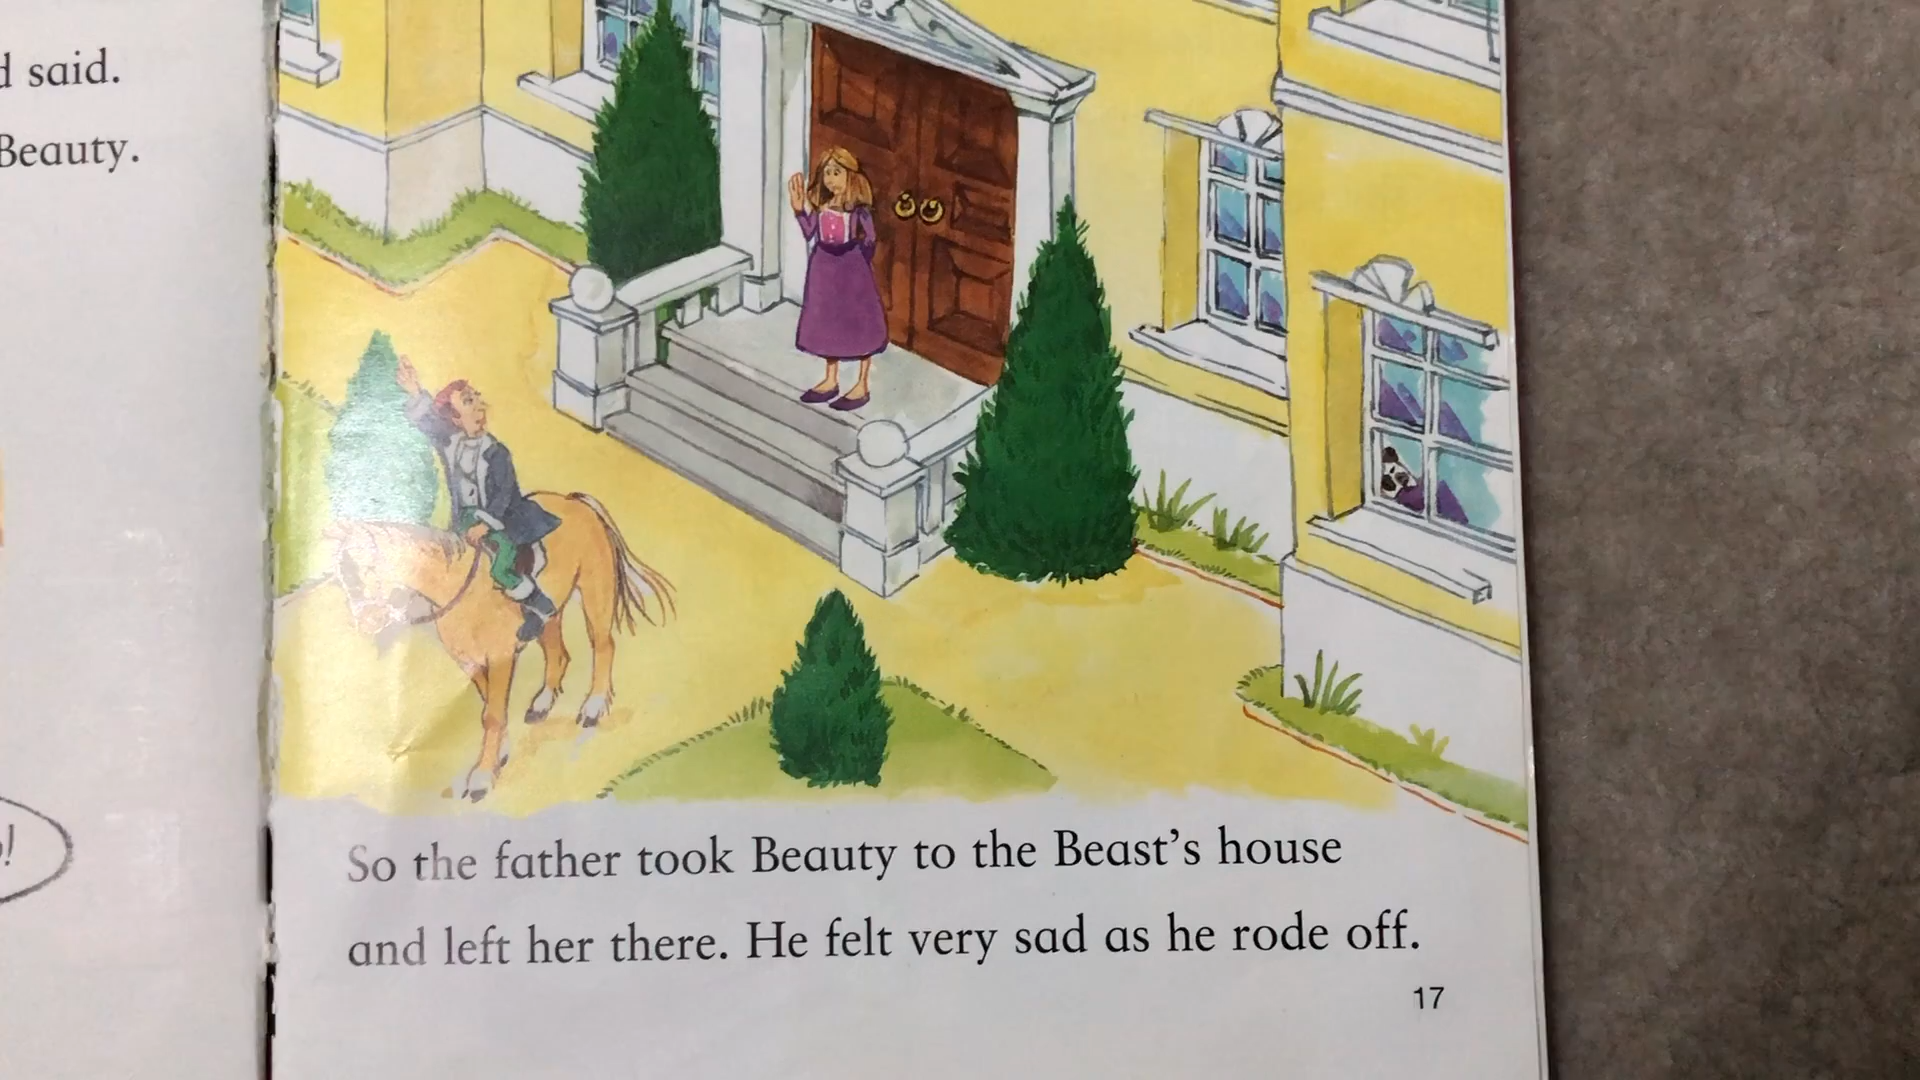 said.
Beauty.
So the father took Beauty to the Beast's house
and left her there. He felt very sad as he rode off.
17